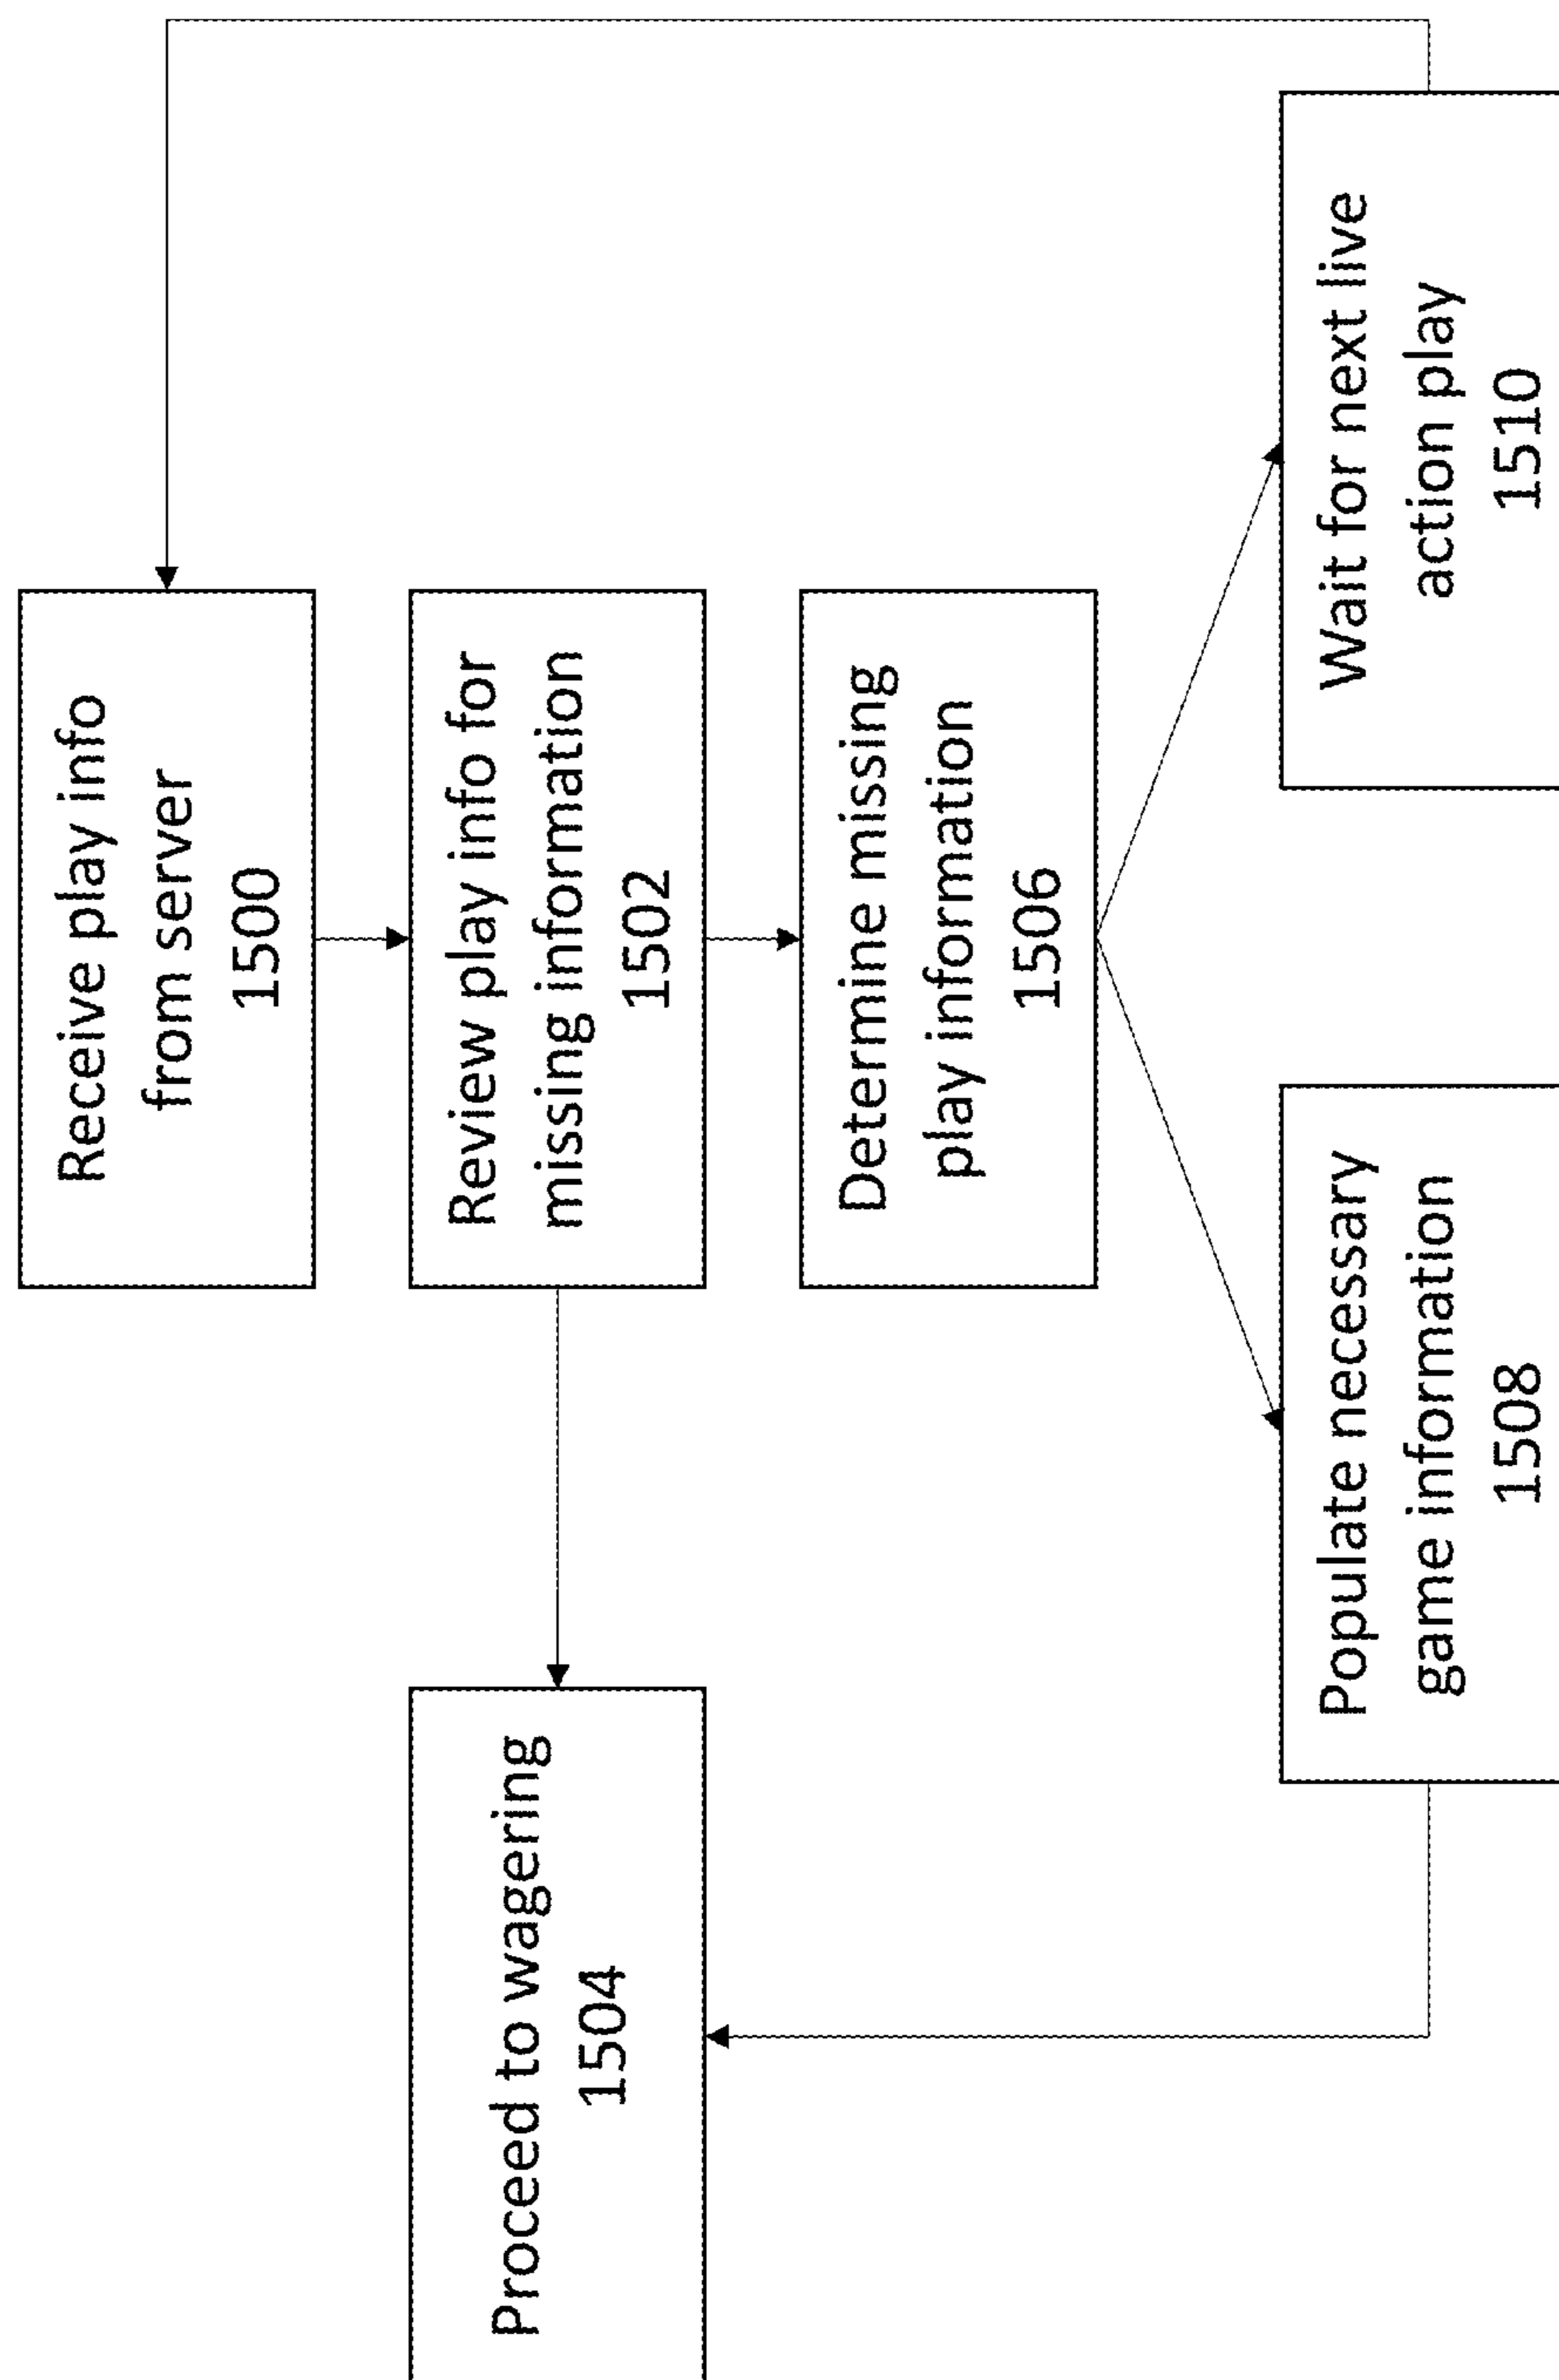 Receive play info
from server
1500
Review play info for
missing information
1502
Proceed to wagering
1504
Determine missing
play information
1506
Populate necessary
game information
1508
Wait for next live
action play
1510